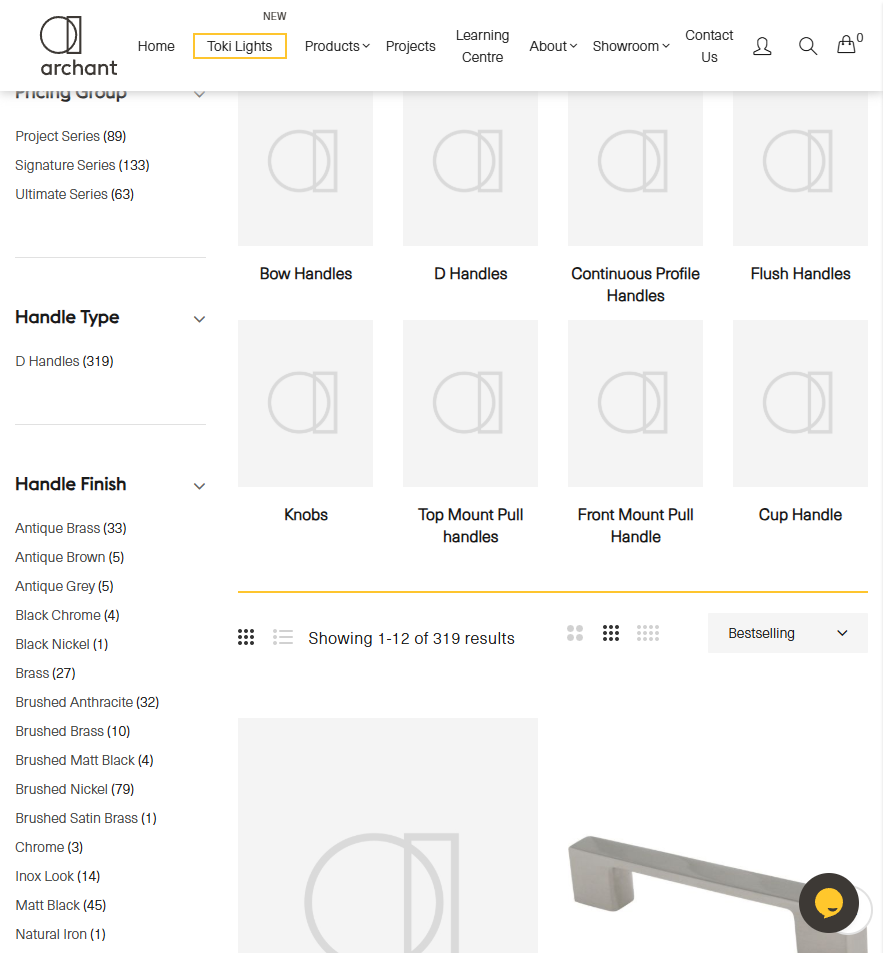 NEW
archant
Home
Toki Lights
Products
Projects
Learning
Centre
About
Showroom
Contact
Us
0
Pricing Group
Project Series (89)
Signature Series (133)
Ultimate Series (63)
Handle Type
D Handles (319)
Handle Finish
Antique Brass (33)
Antique Brown (5)
Antique Grey (5)
Black Chrome (4)
Black Nickel (1)
Brass (27)
Brushed Anthracite (32)
Brushed Brass (10)
Brushed Matt Black (4)
Brushed Nickel (79)
Brushed Satin Brass (1)
Chrome (3)
Inox Look (14)
Matt Black (45)
Natural Iron (1)
Bow Handles
D Handles
Continuous Profile
Handles
Flush Handles
Knobs
Top Mount Pull
handles
Front Mount Pull
Handle
Cup Handle
Showing 1-12 of 319 results
Bestselling